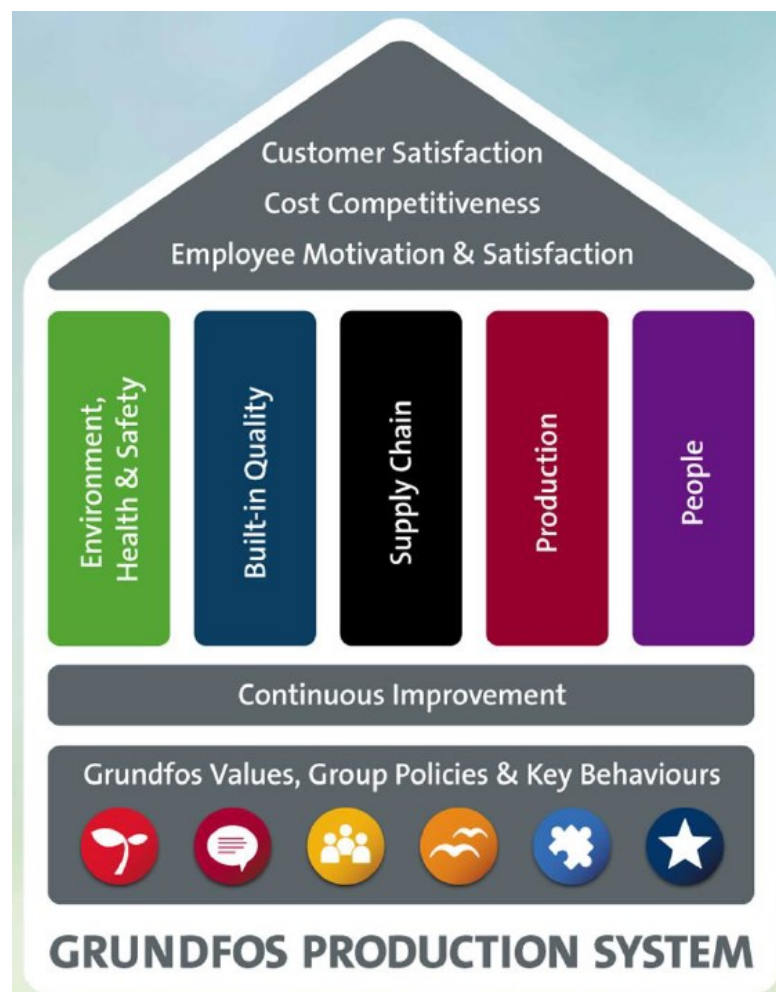 Customer Satisfaction
Cost Competitiveness
Employee Motivation & Satisfaction
Environment,
Health & Safety
Built-in Quality
Supply Chain
Production
People
Continuous Improvement
Grundfos Values, Group Policies & Key Behaviours
GRUNDFOS PRODUCTION SYSTEM